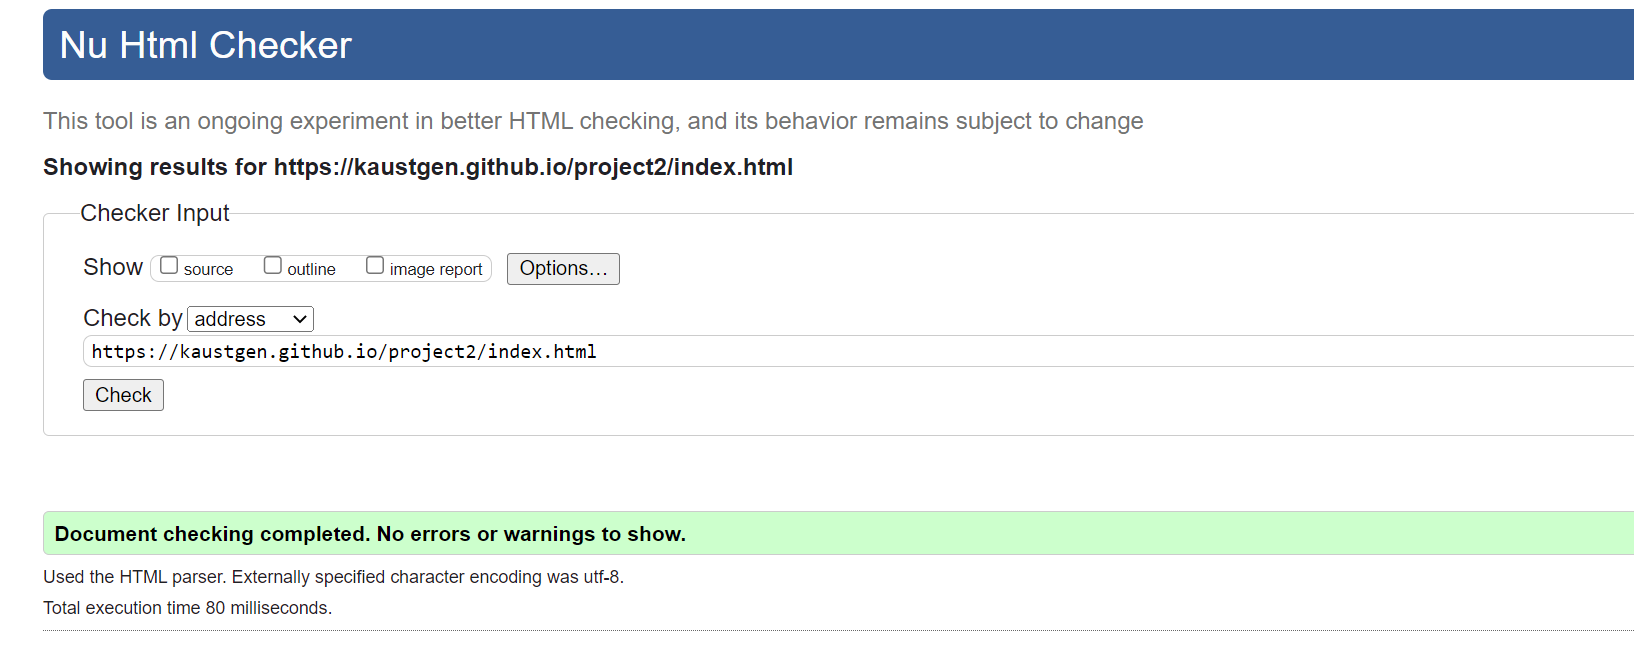 Nu Html Checker
This tool is an ongoing experiment in better HTML checking, and its behavior remains subject to change
Showing results for https://kaustgen.github.io/project2/index.html
Checker Input
Show source outline image report Options...
Check by address
https://kaustgen.github.io/project2/index.html
Check
Document checking completed. No errors or warnings to show.
Used the HTML parser. Externally specified character encoding was utf-8.
Total execution time 80 milliseconds.